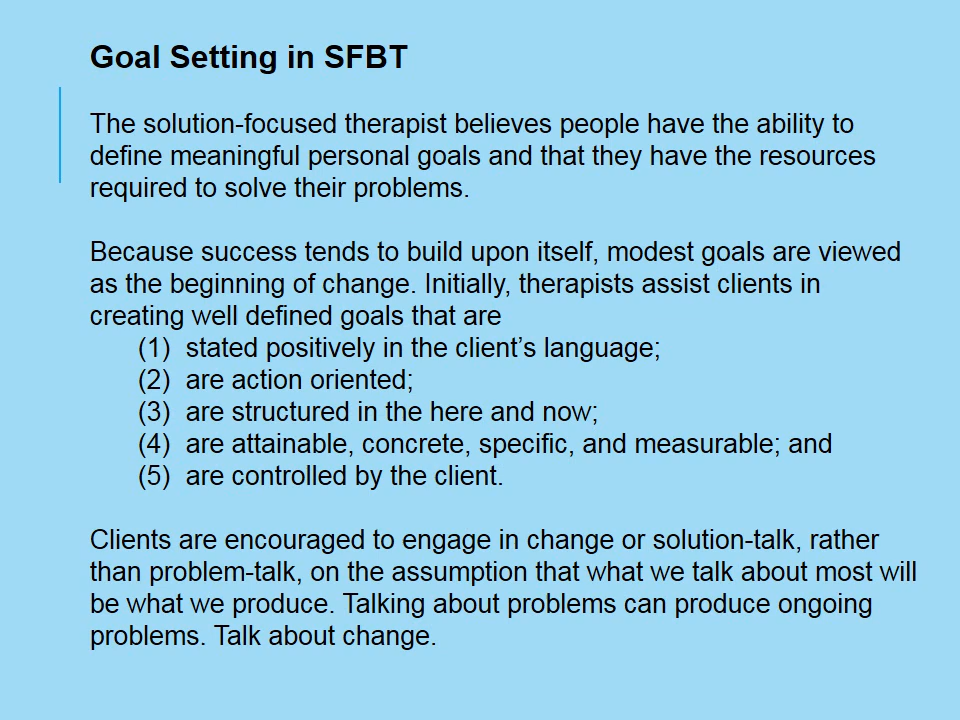 Goal Setting in SFBT
The solution-focused therapist believes people have the ability to
define meaningful personal goals and that they have the resources
required to solve their problems.
Because success tends to build upon itself, modest goals are viewed
as the beginning of change. Initially, therapists assist clients in
creating well defined goals that are
(1) stated positively in the client’s language;
(2) are action oriented;
(3) are structured in the here and now;
(4) are attainable, concrete, specific, and measurable; and
(5) are controlled by the client.
Clients are encouraged to engage in change or solution-talk, rather
than problem-talk, on the assumption that what we talk about most will
be what we produce. Talking about problems can produce ongoing
problems. Talk about change.